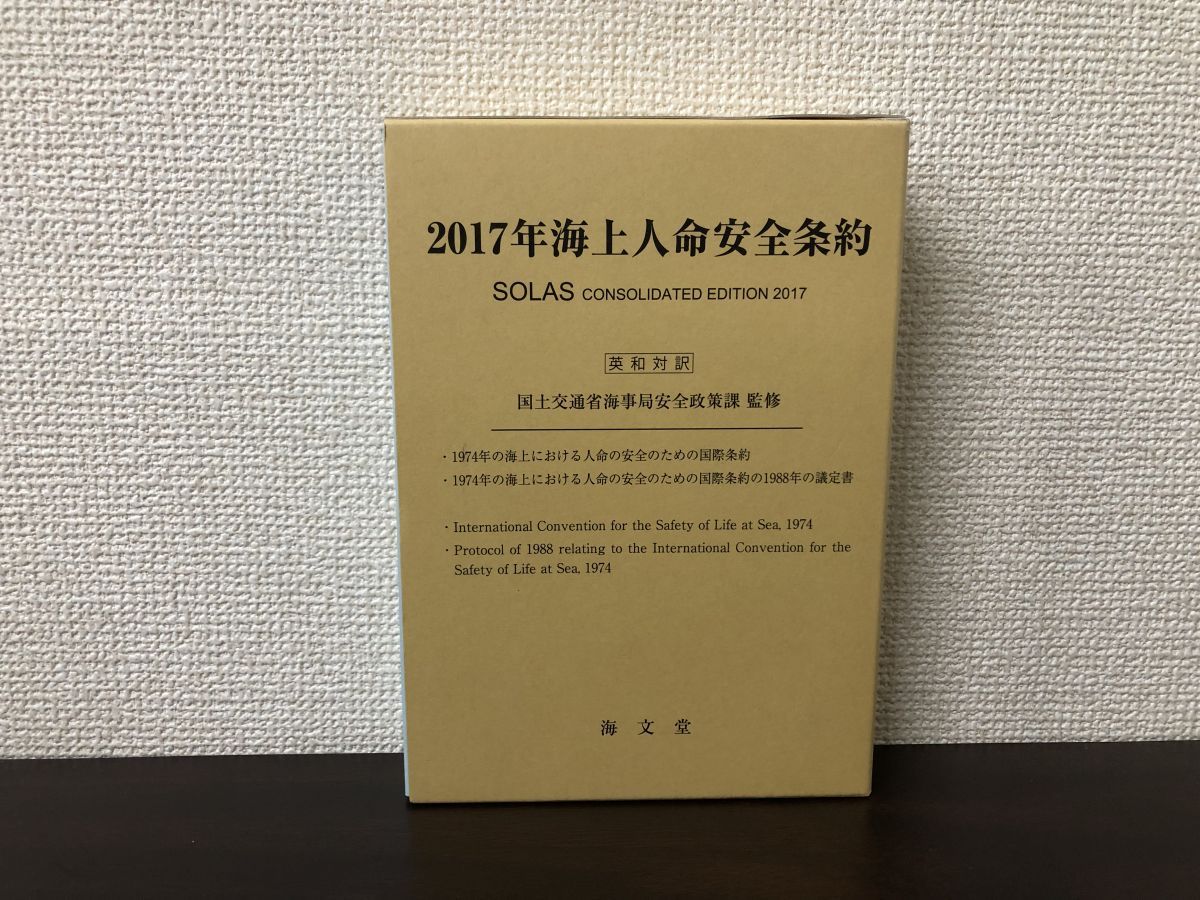 2017年海上人命安全条約
SOLAS CONSOLIDATED EDITION 2017
英和対訳
国土交通省海事局安全政策課 監修
・1974年の海上における人命の安全のための国際条約
・1974年の海上における人命の安全のための国際条約の1988年の議定書
・International Convention for the Safety of Life at Sea, 1974
・Protocol of 1988 relating to the International Convention for the
Safety of Life at Sea, 1974
海文堂